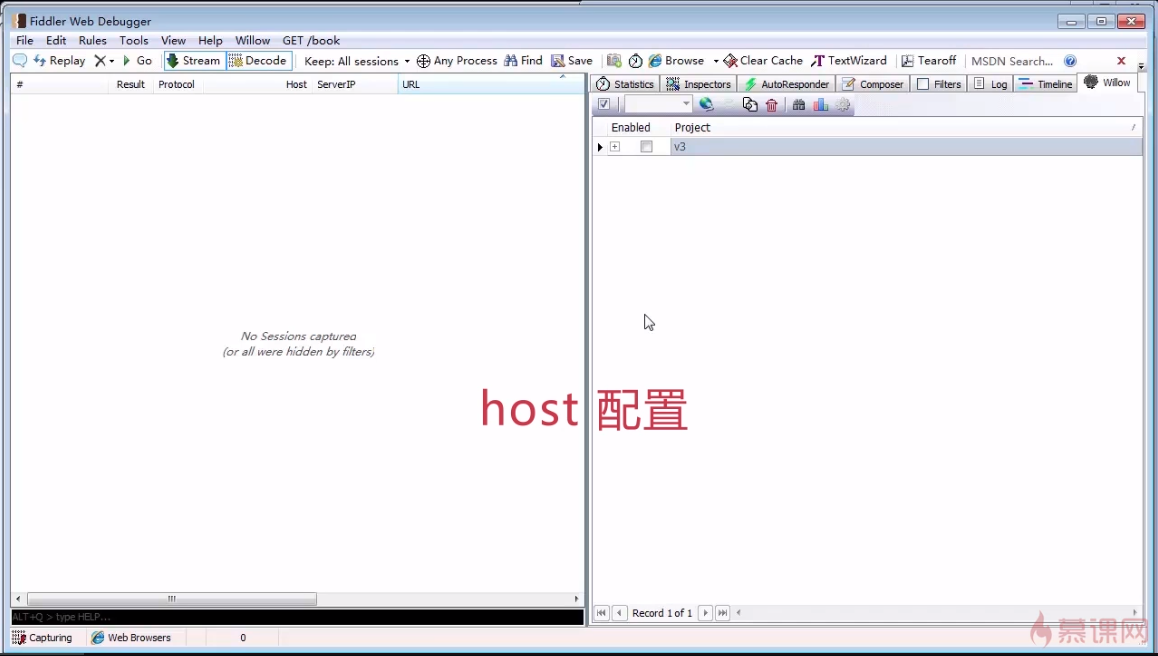 Fiddler Web Debugger
File Edit Rules Tools View Help Willow GET /book
Replay Go Stream Decode Keep: All sessions Any Process Find Save Browse Clear Cache TextWizard Tearoff MSDN Search...
# Result Protocol Host ServerIP URL
Statistics Inspectors AutoResponder Composer Filters Log Timeline Willow
Enabled Project
v3
No Sessions captured
(or all were hidden by filters)
host 配置
Record 1 of 1
ALT+Q > type HELP...
Capturing Web Browsers 0
慕课网